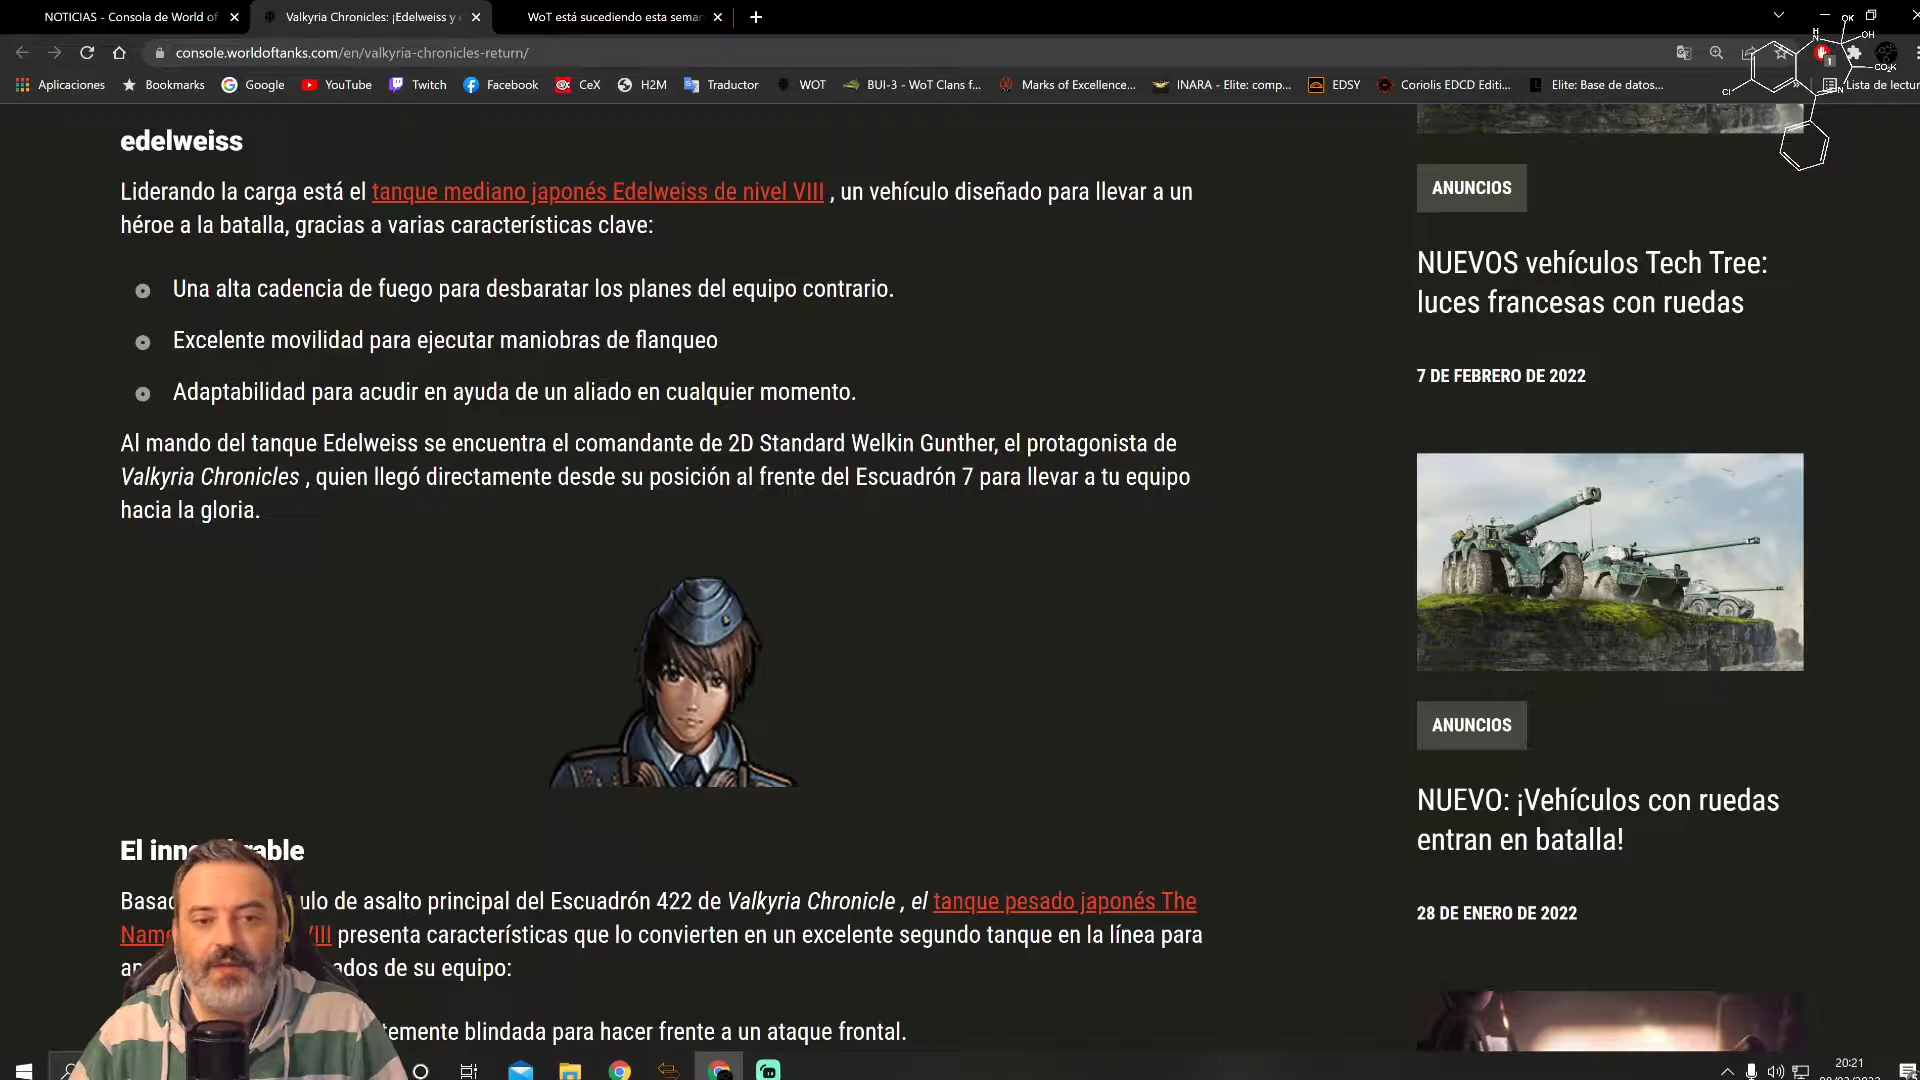 NOTICIAS - Consola de World of
Valkyria Chronicles: ¡Edelweiss y
WoT está sucediendo esta sema
console.worldoftanks.com/en/valkyria-chronicles-return/
Aplicaciones
Bookmarks
Google
YouTube
Twitch
Facebook
CeX
H2M
Traductor
WOT
BUI-3 - WoT Clans f...
Marks of Excellence...
INARA - Elite: comp...
EDSY
Coriolis EDCD Editi...
Elite: Base de datos...
Lista de lectur
OK
H
N
OH
CO₂K
Cl
N
1
edelweiss
Liderando la carga está el tanque mediano japonés Edelweiss de nivel VIII , un vehículo diseñado para llevar a un
héroe a la batalla, gracias a varias características clave:
Una alta cadencia de fuego para desbaratar los planes del equipo contrario.
Excelente movilidad para ejecutar maniobras de flanqueo
Adaptabilidad para acudir en ayuda de un aliado en cualquier momento.
Al mando del tanque Edelweiss se encuentra el comandante de 2D Standard Welkin Gunther, el protagonista de
Valkyria Chronicles , quien llegó directamente desde su posición al frente del Escuadrón 7 para llevar a tu equipo
hacia la gloria.
El inno rable
Basad ulo de asalto principal del Escuadrón 422 de Valkyria Chronicle , el tanque pesado japonés The
Name VIII presenta características que lo convierten en un excelente segundo tanque en la línea para
ap ados de su equipo:
temente blindada para hacer frente a un ataque frontal.
ANUNCIOS
NUEVOS vehículos Tech Tree:
luces francesas con ruedas
7 DE FEBRERO DE 2022
ANUNCIOS
NUEVO: ¡Vehículos con ruedas
entran en batalla!
28 DE ENERO DE 2022
20:21